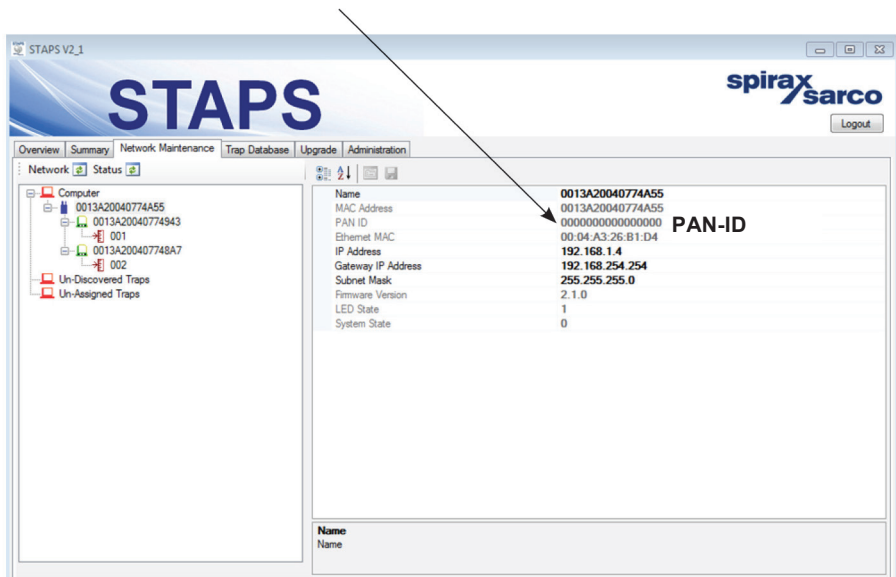 STAPS V2_1
STAPS
spirax
sarco
Logout
Overview Summary Network Maintenance Trap Database Upgrade Administration
Network Status
Computer
0013A20040774A55
0013A20040774943
001
0013A200407748A7
002
Un-Discovered Traps
Un-Assigned Traps
Name 0013A20040774A55
MAC Address 0013A20040774A55
PAN ID 0000000000000000 PAN-ID
Ethernet MAC 00:04:A3:26:B1:D4
IP Address 192.168.1.4
Gateway IP Address 192.168.254.254
Subnet Mask 255.255.255.0
Firmware Version 2.1.0
LED State 1
System State 0
Name
Name